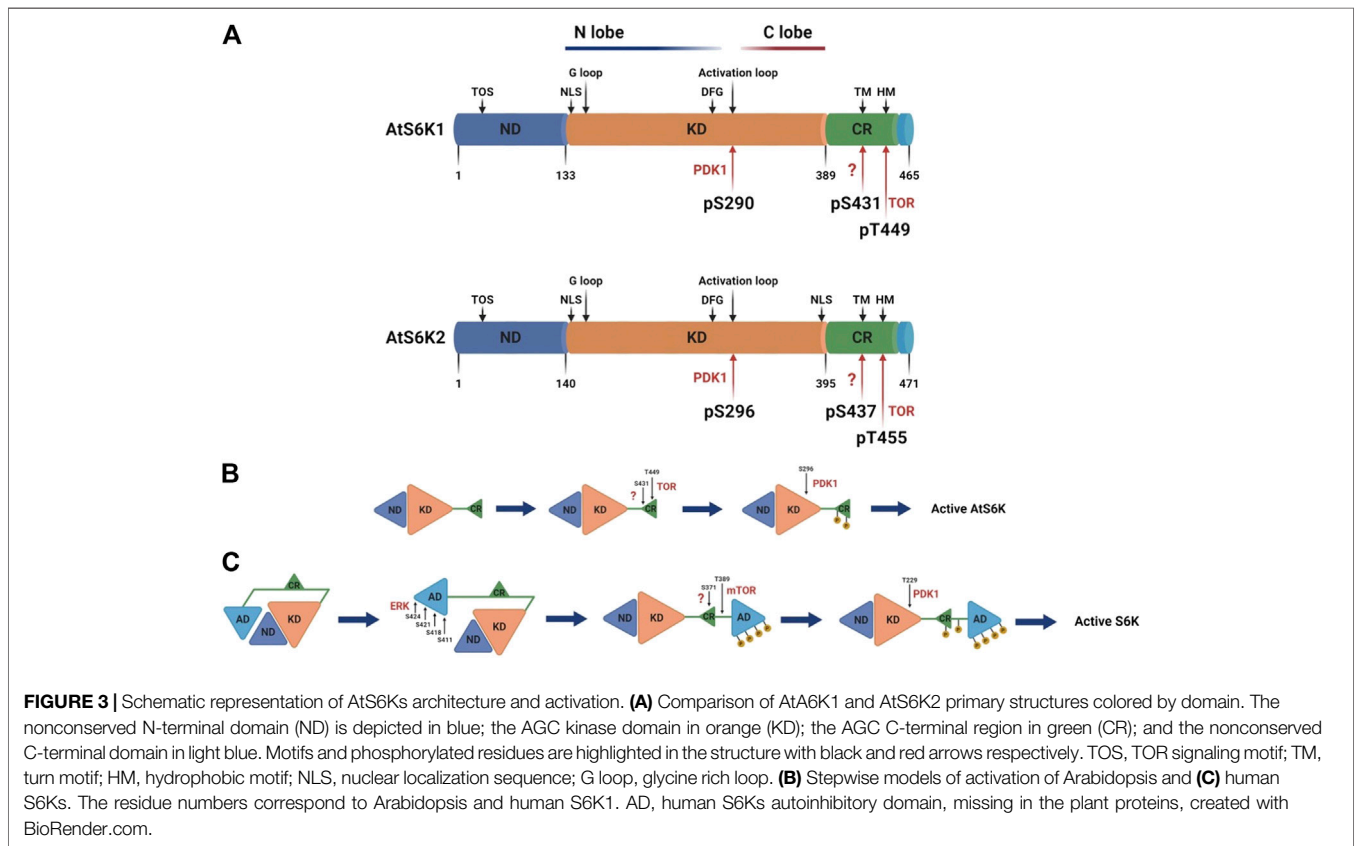 A
N lobe
C lobe
G loop
Activation loop
TOS
NLS
DFG
TM
HM
AtS6K1
ND
KD
CR
PDK1
?
1
133
389
465
pS290
pS431
TOR
pT449
G loop
Activation loop
TOS
NLS
DFG
NLS
TM
HM
AtS6K2
ND
KD
CR
PDK1
?
1
140
395
471
pS296
pS437
TOR
pT455
B
ND
KD
CR
T449
S431
?
TOR
ND
KD
CR
S296
PDK1
ND
KD
CR
P
P
Active AtS6K
C
CR
AD
ND
KD
AD
CR
ERK
S424
S421
S418
S411
ND
KD
T389
S371
?
mTOR
ND
KD
CR
AD
P
P
P
P
T229
PDK1
ND
KD
CR
AD
P
P
P
P
P
P
Active S6K
FIGURE 3 | Schematic representation of AtS6Ks architecture and activation. (A) Comparison of AtA6K1 and AtS6K2 primary structures colored by domain. The
nonconserved N-terminal domain (ND) is depicted in blue; the AGC kinase domain in orange (KD); the AGC C-terminal region in green (CR); and the nonconserved
C-terminal domain in light blue. Motifs and phosphorylated residues are highlighted in the structure with black and red arrows respectively. TOS, TOR signaling motif; TM,
turn motif; HM, hydrophobic motif; NLS, nuclear localization sequence; G loop, glycine rich loop. (B) Stepwise models of activation of Arabidopsis and (C) human
S6Ks. The residue numbers correspond to Arabidopsis and human S6K1. AD, human S6Ks autoinhibitory domain, missing in the plant proteins, created with
BioRender.com.